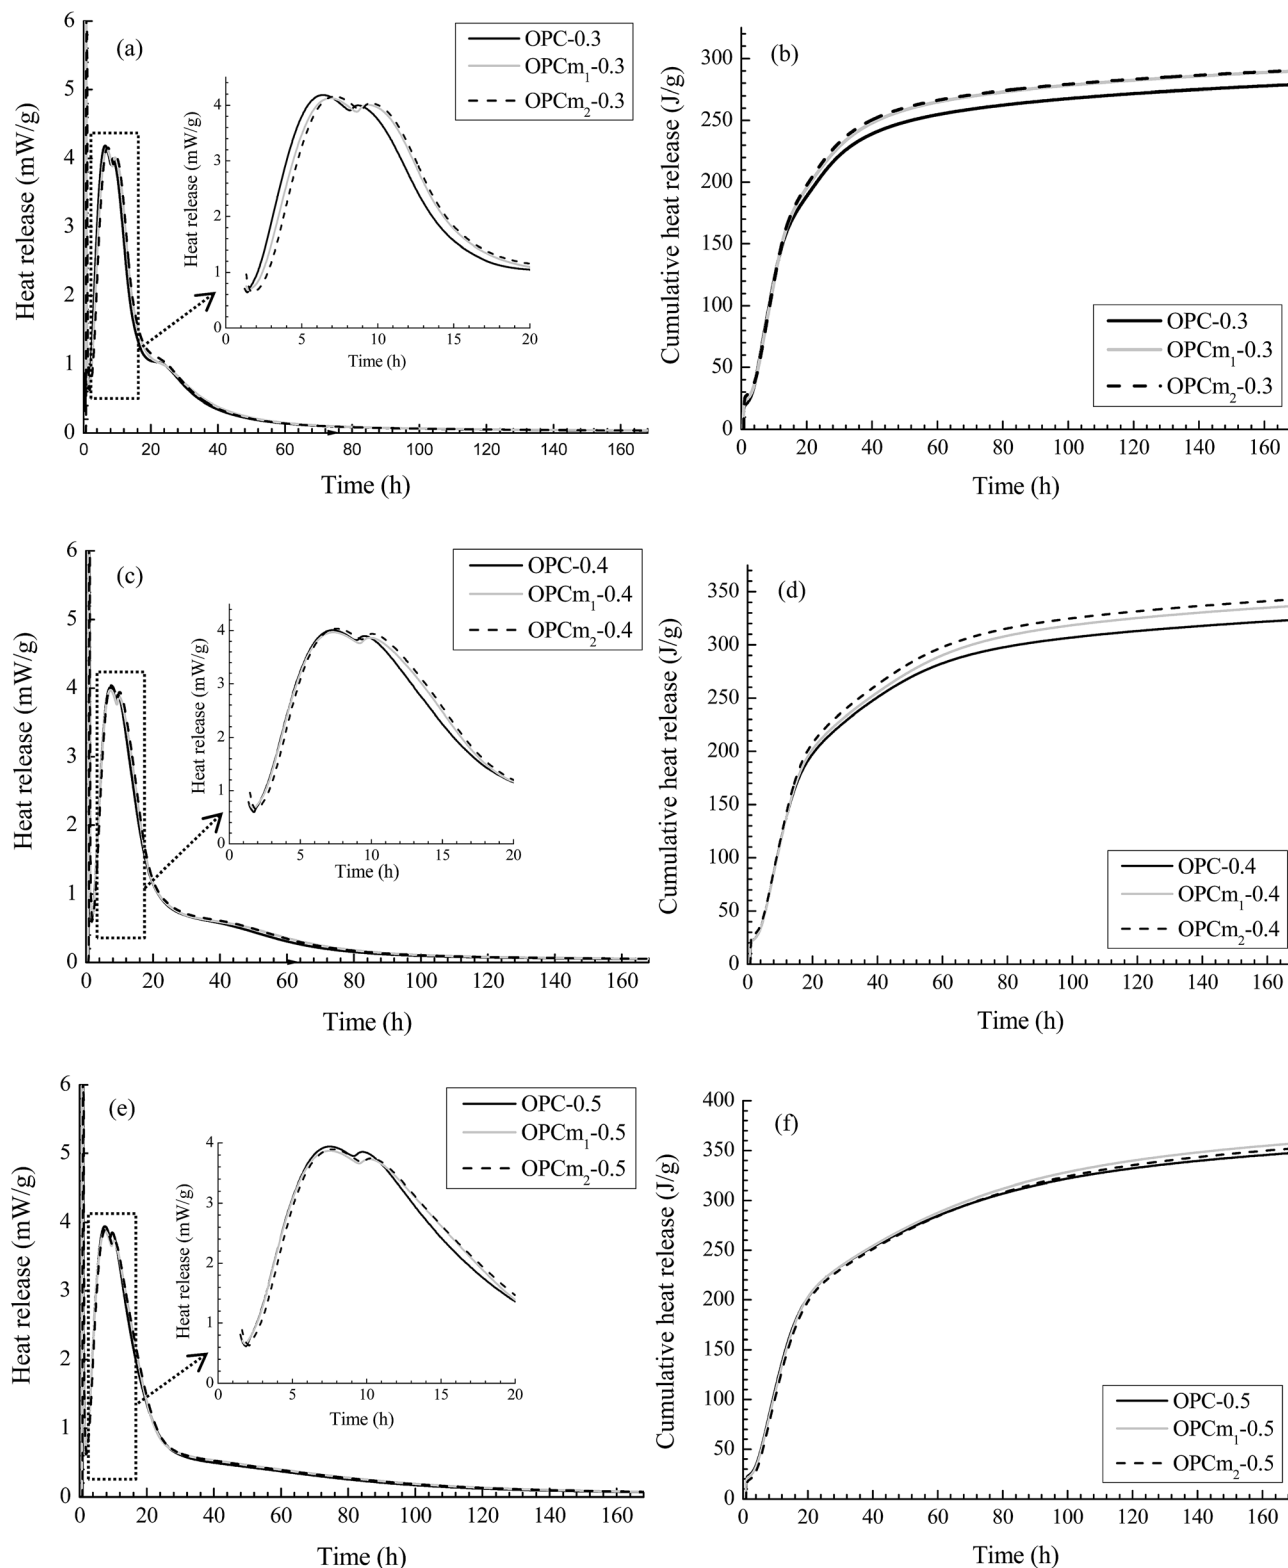 (a)
OPC-0.3
OPCm₁-0.3
OPCm₂-0.3
Heat release (mW/g)
6
5
4
3
2
1
0
0 20 40 60 80 100 120 140 160
Time (h)
Heat release (mW/g)
4
3
2
1
0
0 5 10 15 20
Time (h)
(b)
Cumulative heat release (J/g)
300
250
200
150
100
50
0
OPC-0.3
OPCm₁-0.3
OPCm₂-0.3
0 20 40 60 80 100 120 140 160
Time (h)
(c)
OPC-0.4
OPCm₁-0.4
OPCm₂-0.4
Heat release (mW/g)
6
5
4
3
2
1
0
0 20 40 60 80 100 120 140 160
Time (h)
Heat release (mW/g)
4
3
2
1
0
0 5 10 15 20
Time (h)
(d)
Cumulative heat release (J/g)
350
300
250
200
150
100
50
0
OPC-0.4
OPCm₁-0.4
OPCm₂-0.4
0 20 40 60 80 100 120 140 160
Time (h)
(e)
OPC-0.5
OPCm₁-0.5
OPCm₂-0.5
Heat release (mW/g)
6
5
4
3
2
1
0
0 20 40 60 80 100 120 140 160
Time (h)
Heat release (mW/g)
4
3
2
1
0
0 5 10 15 20
Time (h)
(f)
Cumulative heat release (J/g)
400
350
300
250
200
150
100
50
0
OPC-0.5
OPCm₁-0.5
OPCm₂-0.5
0 20 40 60 80 100 120 140 160
Time (h)